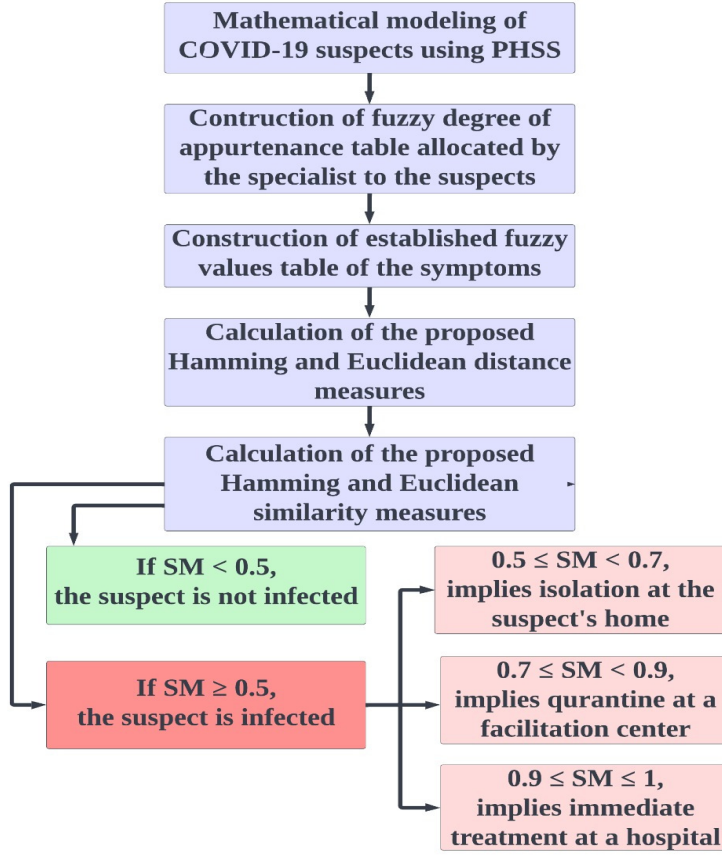 Mathematical modeling of
COVID-19 suspects using PHSS
Contruction of fuzzy degree of
appurtenance table allocated by
the specialist to the suspects
Construction of established fuzzy
values table of the symptoms
Calculation of the proposed
Hamming and Euclidean distance
measures
Calculation of the proposed
Hamming and Euclidean
similarity measures
If SM < 0.5,
the suspect is not infected
If SM ≥ 0.5,
the suspect is infected
0.5 ≤ SM < 0.7,
implies isolation at the
suspect's home
0.7 ≤ SM < 0.9,
implies qurantine at a
facilitation center
0.9 ≤ SM ≤ 1,
implies immediate
treatment at a hospital